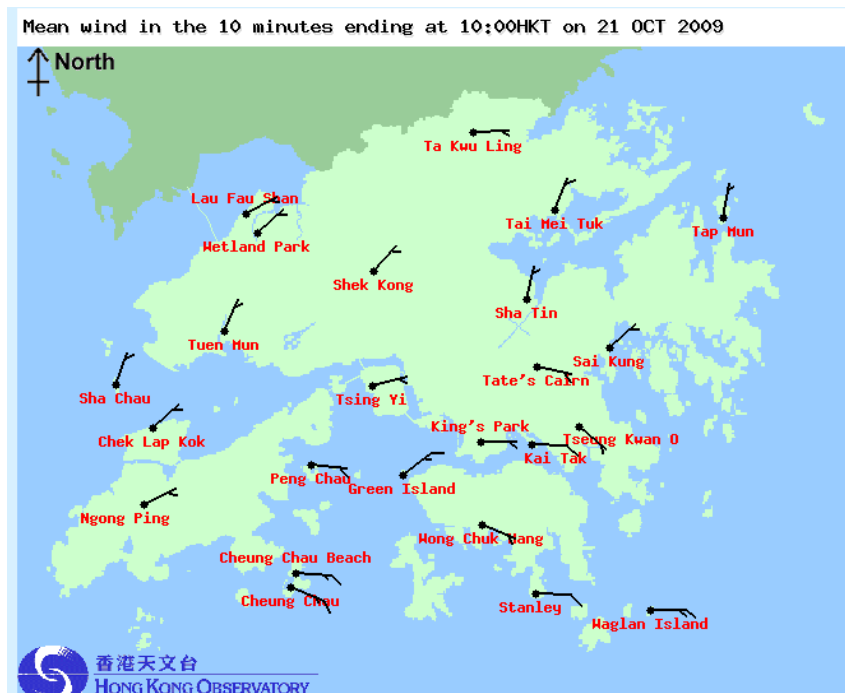 Mean wind in the 10 minutes ending at 10:00HKT on 21 OCT 2009
North
Ta Kwu Ling
Lau Fau Shan
Tai Mei Tuk
Tap Mun
Wetland Park
Shek Kong
Sha Tin
Tuen Mun
Sai Kung
Tate's Cairn
Sha Chau
Tsing Yi
King's Park
Chek Lap Kok
Tseung Kwan O
Kai Tak
Peng Chau
Green Island
Ngong Ping
Wong Chuk Hang
Cheung Chau Beach
Cheung Chau
Stanley
Waglan Island
香港天文台
HONG KONG OBSERVATORY